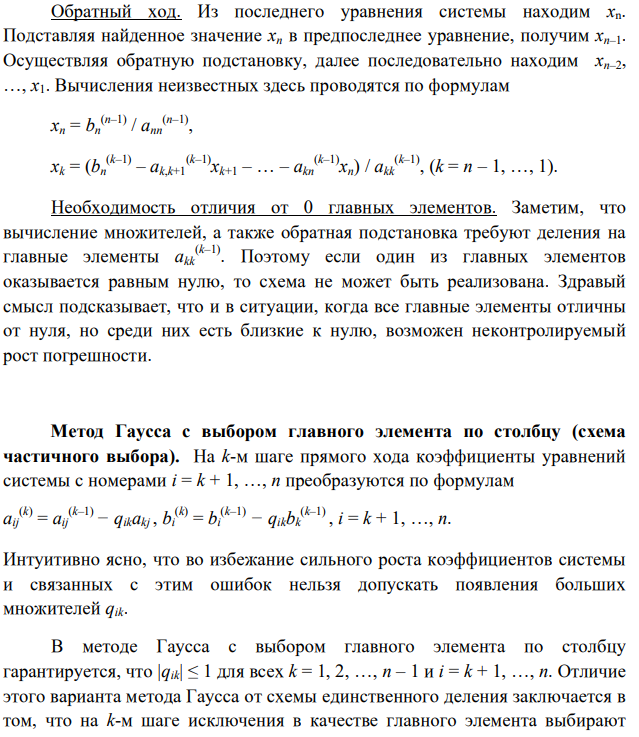 Обратный ход. Из последнего уравнения системы находим xₙ.
Подставляя найденное значение xₙ в предпоследнее уравнение, получим xₙ₋₁.
Осуществляя обратную подстановку, далее последовательно находим xₙ₋₂,
…, x₁. Вычисления неизвестных здесь проводятся по формулам
xₙ = bₙ⁽ⁿ⁻¹⁾ / aₙₙ⁽ⁿ⁻¹⁾,
xₖ = (bₙ⁽ᵏ⁻¹⁾ – aₖ,ₖ₊₁⁽ᵏ⁻¹⁾xₖ₊₁ – … – aₖₙ⁽ᵏ⁻¹⁾xₙ) / aₖₖ⁽ᵏ⁻¹⁾, (k = n – 1, …, 1).
Необходимость отличия от 0 главных элементов. Заметим, что
вычисление множителей, а также обратная подстановка требуют деления на
главные элементы aₖₖ⁽ᵏ⁻¹⁾. Поэтому если один из главных элементов
оказывается равным нулю, то схема не может быть реализована. Здравый
смысл подсказывает, что и в ситуации, когда все главные элементы отличны
от нуля, но среди них есть близкие к нулю, возможен неконтролируемый
рост погрешности.
Метод Гаусса с выбором главного элемента по столбцу (схема
частичного выбора). На k-м шаге прямого хода коэффициенты уравнений
системы с номерами i = k + 1, …, n преобразуются по формулам
aᵢⱼ⁽ᵏ⁾ = aᵢⱼ⁽ᵏ⁻¹⁾ − qᵢₖaₖⱼ , bᵢ⁽ᵏ⁾ = bᵢ⁽ᵏ⁻¹⁾ − qᵢₖbₖ⁽ᵏ⁻¹⁾ , i = k + 1, …, n.
Интуитивно ясно, что во избежание сильного роста коэффициентов системы
и связанных с этим ошибок нельзя допускать появления больших
множителей qᵢₖ.
В методе Гаусса с выбором главного элемента по столбцу
гарантируется, что |qᵢₖ| ≤ 1 для всех k = 1, 2, …, n – 1 и i = k + 1, …, n. Отличие
этого варианта метода Гаусса от схемы единственного деления заключается в
том, что на k-м шаге исключения в качестве главного элемента выбирают